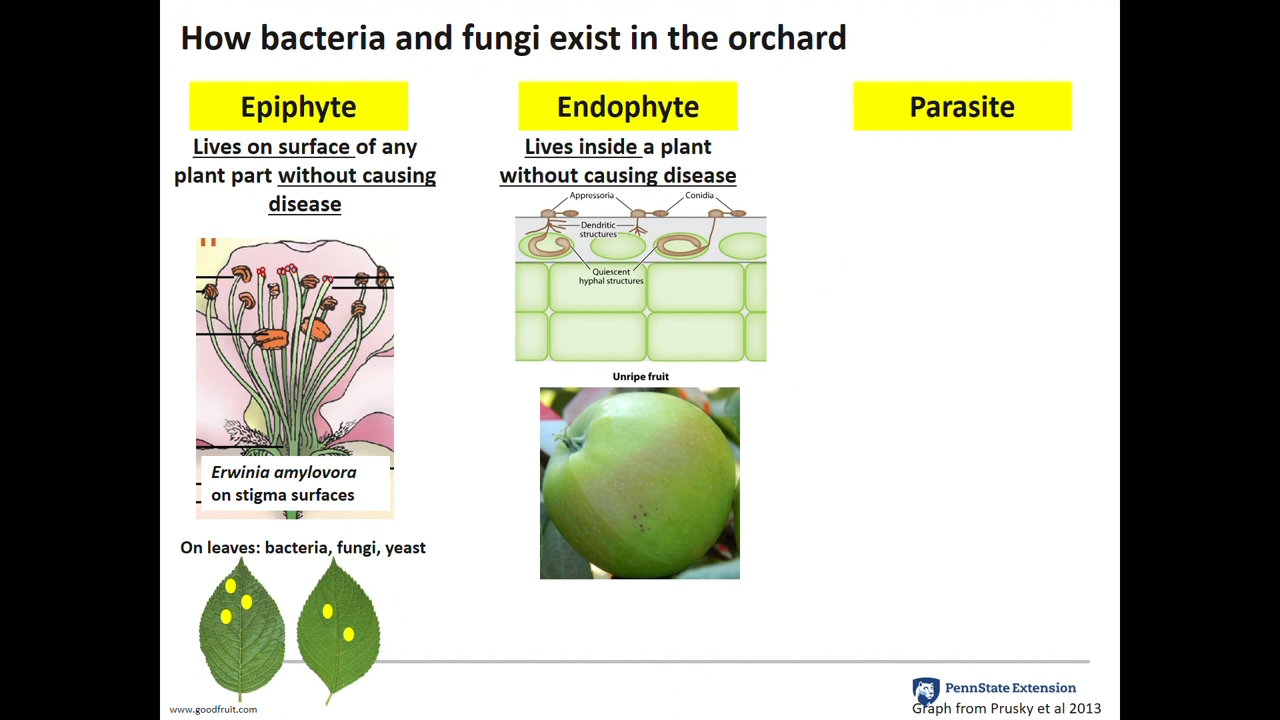 How bacteria and fungi exist in the orchard
Epiphyte
Lives on surface of any
plant part without causing
disease
Erwinia amylovora
on stigma surfaces
On leaves: bacteria, fungi, yeast
www.goodfruit.com
Endophyte
Lives inside a plant
without causing disease
Appressoria
Conidia
Dendritic
structures
Quiescent
hyphal structures
Unripe fruit
Parasite
PennState Extension
Graph from Prusky et al 2013